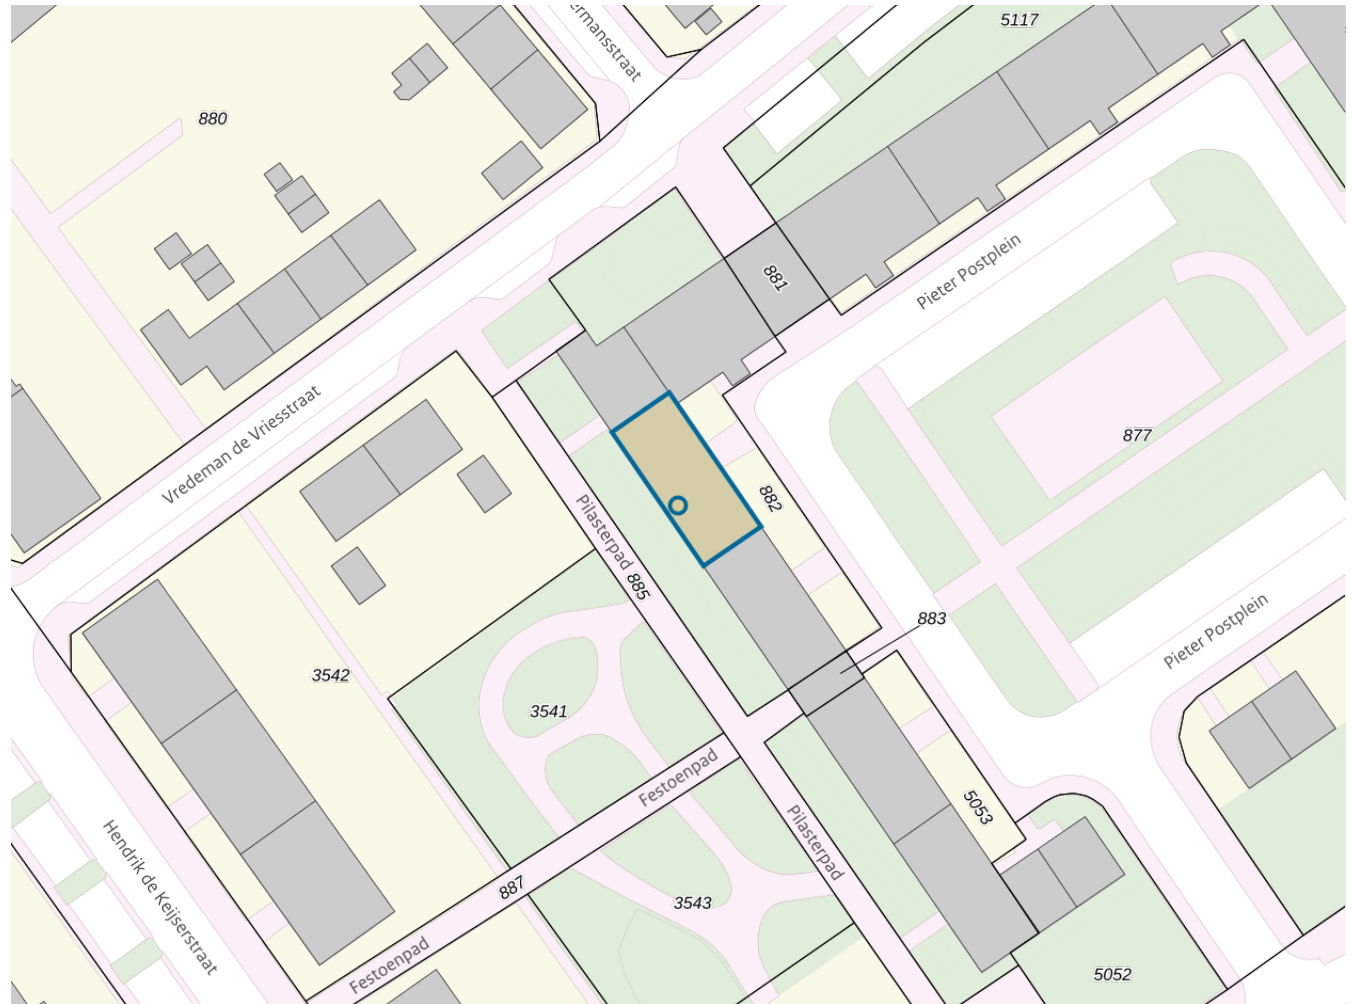 5117
ermansstraat
880
881
Pieter Postplein
Vredeman de Vriesstraat
877
882
Pilasterpad
885
883
Pieter Postplein
3542
3541
Festoenpad
5053
Hendrik de Keijserstraat
Pilasterpad
887
3543
Festoenpad
5052